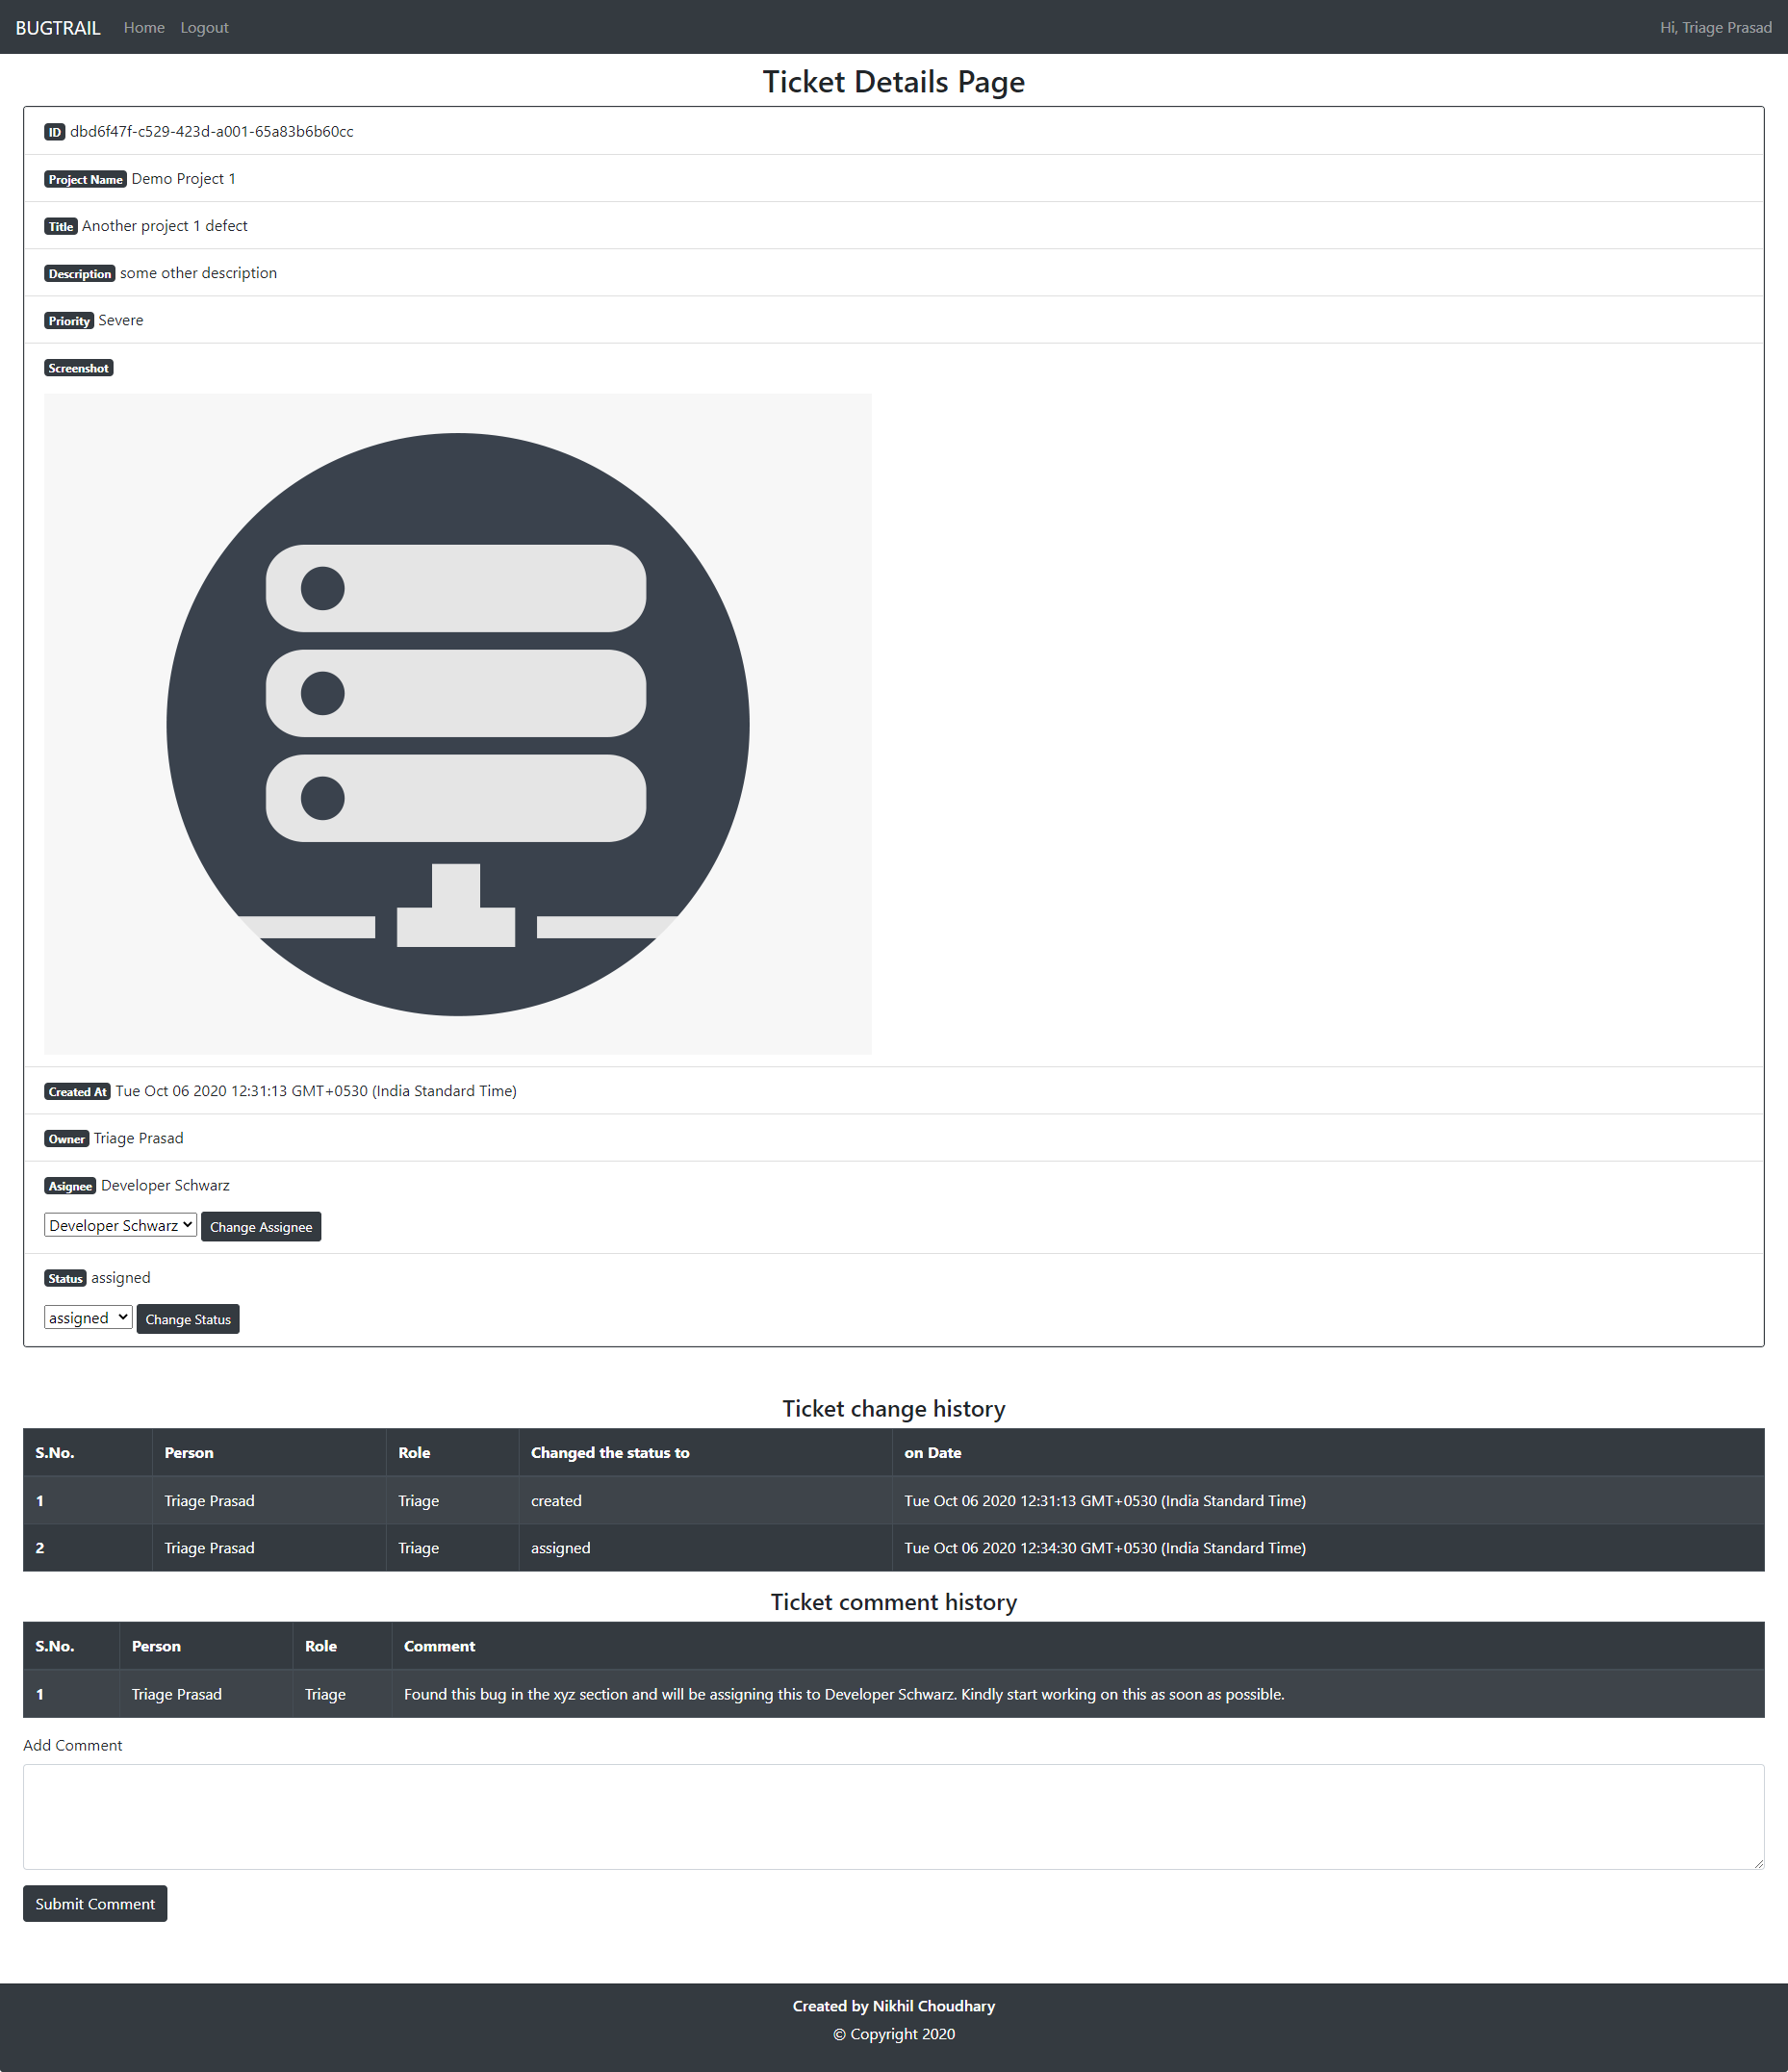 BUGTRAIL Home Logout Hi, Triage Prasad
Ticket Details Page
ID dbd6f47f-c529-423d-a001-65a83b6b60cc
Project Name Demo Project 1
Title Another project 1 defect
Description some other description
Priority Severe
Screenshot
Created At Tue Oct 06 2020 12:31:13 GMT+0530 (India Standard Time)
Owner Triage Prasad
Asignee Developer Schwarz
Developer Schwarz Change Assignee
Status assigned
assigned Change Status
Ticket change history
S.No. Person Role Changed the status to on Date
1 Triage Prasad Triage created Tue Oct 06 2020 12:31:13 GMT+0530 (India Standard Time)
2 Triage Prasad Triage assigned Tue Oct 06 2020 12:34:30 GMT+0530 (India Standard Time)
Ticket comment history
S.No. Person Role Comment
1 Triage Prasad Triage Found this bug in the xyz section and will be assigning this to Developer Schwarz. Kindly start working on this as soon as possible.
Add Comment
Submit Comment
Created by Nikhil Choudhary
© Copyright 2020